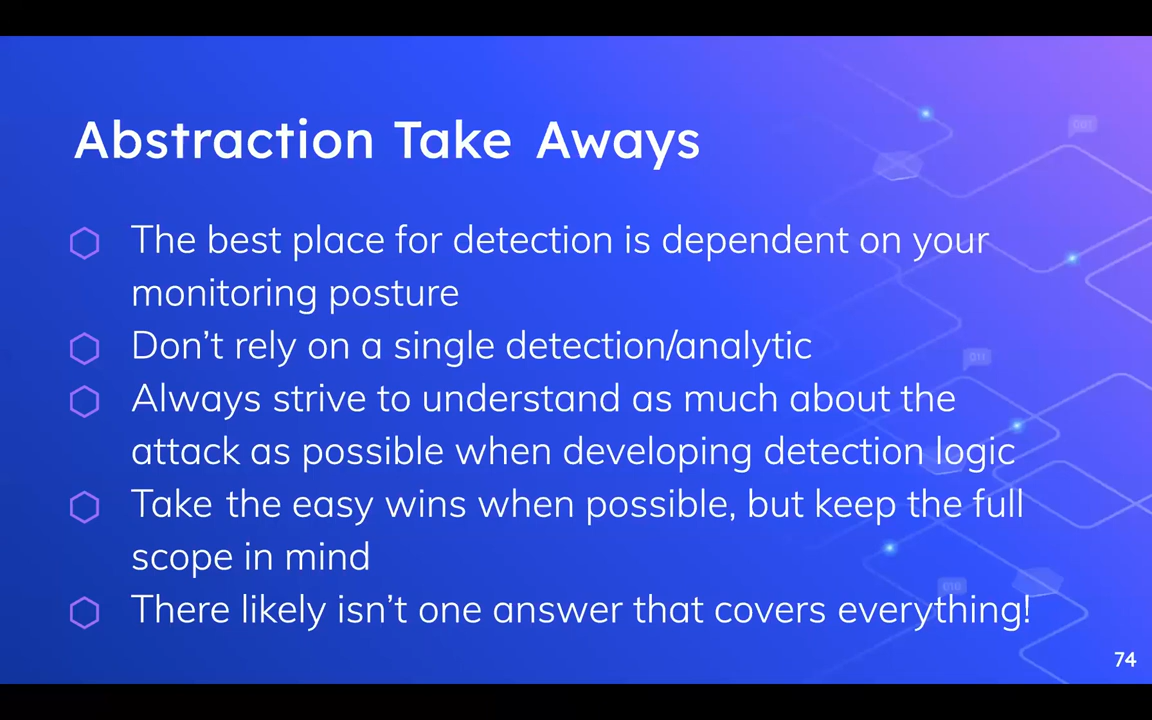 Abstraction Take Aways
The best place for detection is dependent on your
monitoring posture
Don't rely on a single detection/analytic
Always strive to understand as much about the
attack as possible when developing detection logic
Take the easy wins when possible, but keep the full
scope in mind
There likely isn't one answer that covers everything!
74